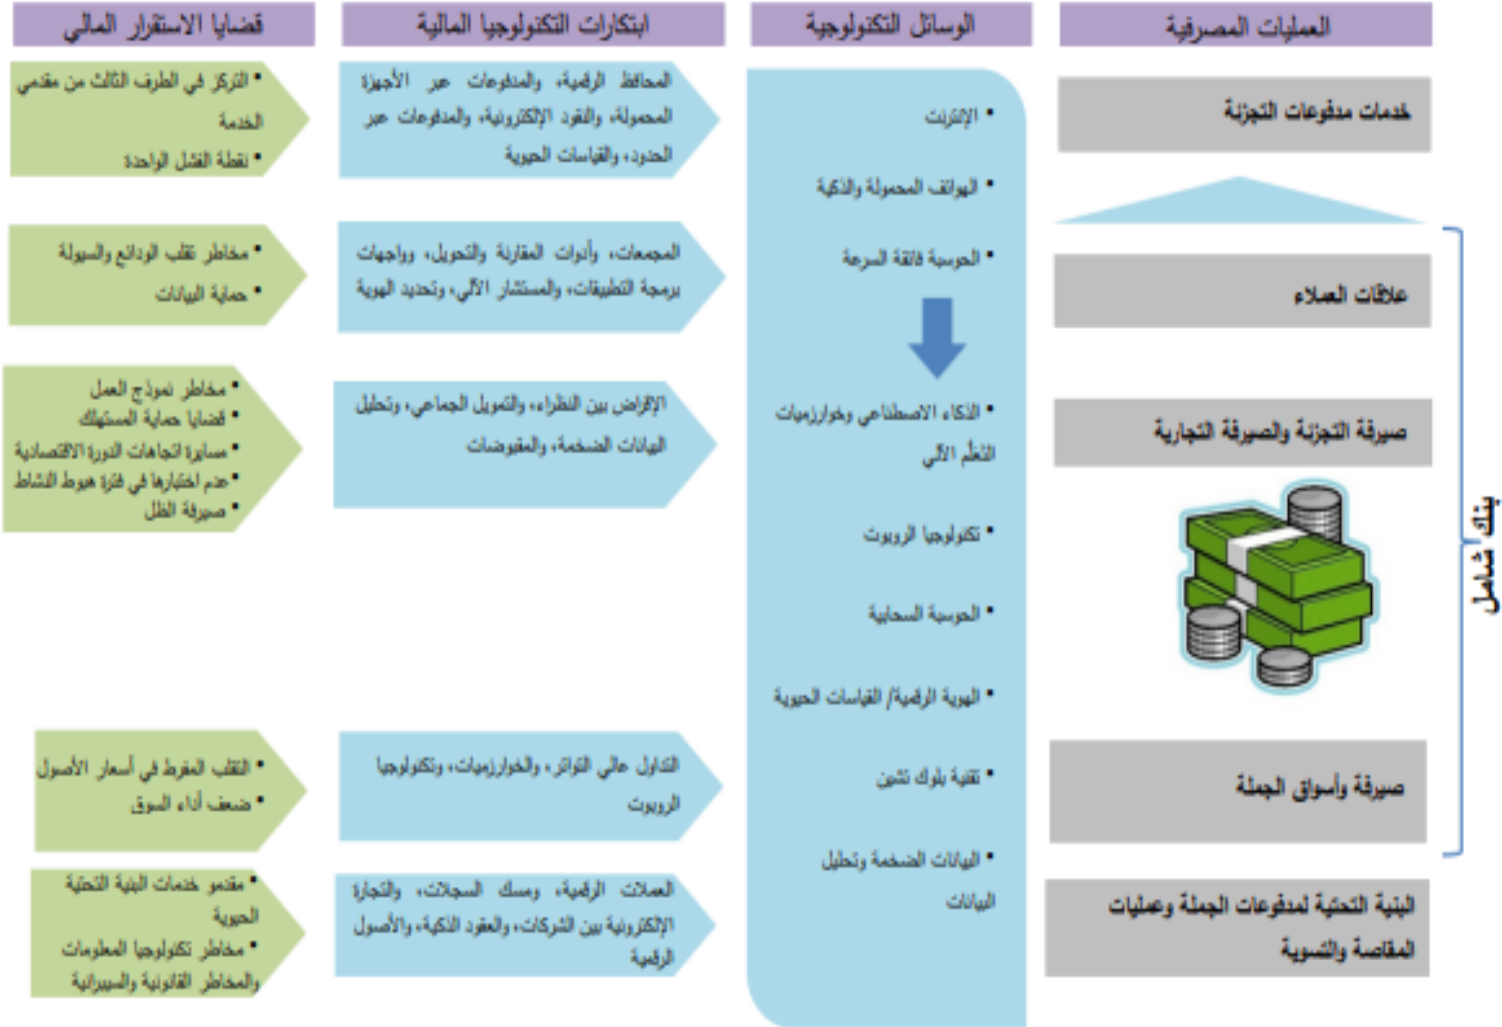 العمليات المصرفية
الوسائل التكنولوجية
ابتكارات التكنولوجيا المالية
قضايا الاستقرار المالي
خدمات مدفوعات التجزئة
علاقات العملاء
صيرفة التجزئة والصيرفة التجارية
صيرفة وأسواق الجملة
البنية التحتية لمدفوعات الجملة وعمليات
المقاصة والتسوية
بنك شامل
• الإنترنت
• الهواتف المحمولة والذكية
• الحوسبة فائقة السرعة
• الذكاء الاصطناعي وخوارزميات
التعلُّم الآلي
• تكنولوجيا الروبوت
• الحوسبة السحابية
• الهوية الرقمية/ القياسات الحيوية
• تقنية بلوك تشين
• البيانات الضخمة وتحليل
البيانات
المحافظ الرقمية، والمدفوعات عبر الأجهزة
المحمولة، والنقود الإلكترونية، والمدفوعات عبر
الحدود، والقياسات الحيوية
المجمعات، وأدوات المقارنة والتحويل، وواجهات
برمجة التطبيقات، والمستشار الآلي، وتحديد الهوية
الإقراض بين النظراء، والتمويل الجماعي، وتحليل
البيانات الضخمة، والمقبوضات
التداول عالي التواتر، والخوارزميات، وتكنولوجيا
الروبوت
العملات الرقمية، ومسك السجلات، والتجارة
الإلكترونية بين الشركات، والعقود الذكية، والأصول
الرقمية
• التركز في الطرف الثالث من مقدمي
الخدمة
• نقطة الفشل الواحدة
• مخاطر تقلب الودائع والسيولة
• حماية البيانات
• مخاطر نموذج العمل
• قضايا حماية المستهلك
• مسايرة اتجاهات الدورة الاقتصادية
• عدم اختبارها في فترة هبوط النشاط
• صيرفة الظل
• التقلب المفرط في أسعار الأصول
• ضعف أداء السوق
• مقدمو خدمات البنية التحتية
الحيوية
• مخاطر تكنولوجيا المعلومات
والمخاطر القانونية والسيبرانية